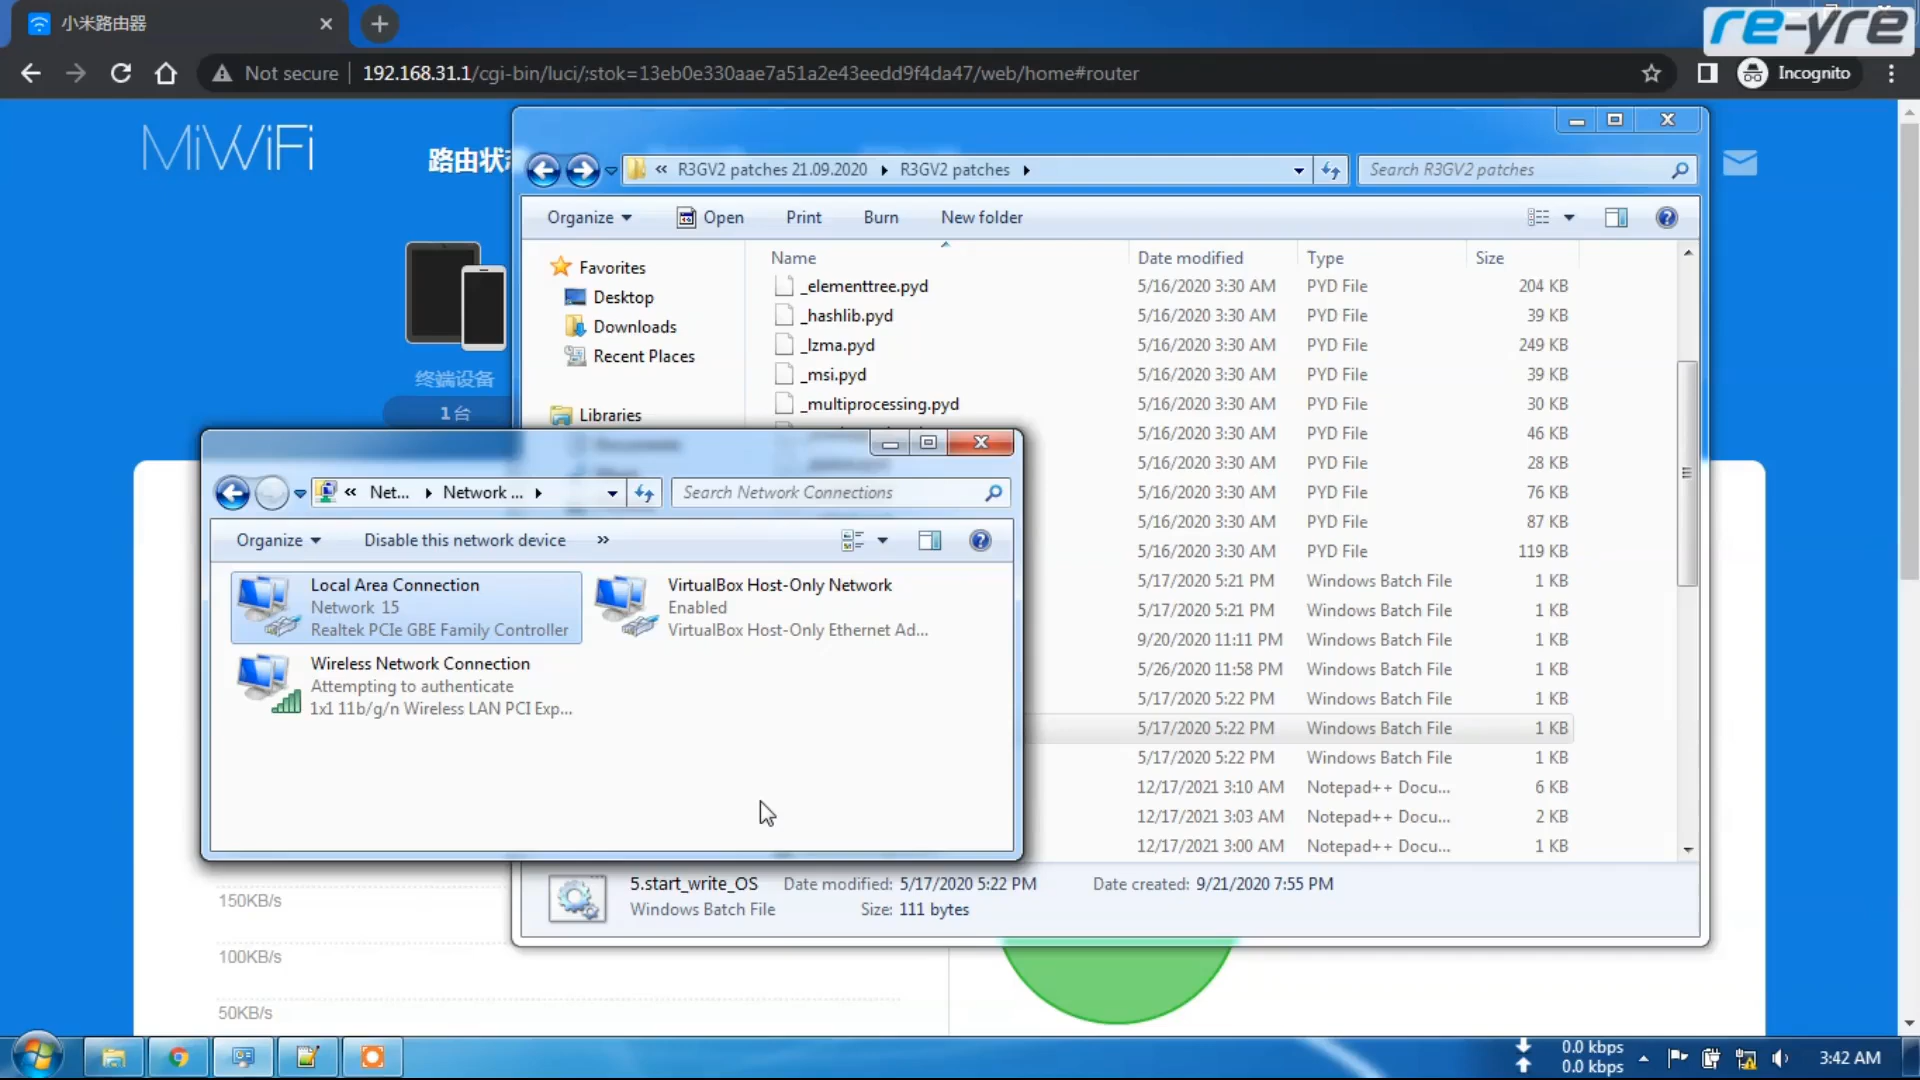 小米路由器
re-yre
Not secure
192.168.31.1/cgi-bin/luci/;stok=13eb0e330aae7a51a2e43eedd9f4da47/web/home#router
Incognito
MiWiFi
路由状
« R3GV2 patches 21.09.2020 R3GV2 patches
Search R3GV2 patches
Organize Open Print Burn New folder
Name Date modified Type Size
Favorites
Desktop
Downloads
Recent Places
Libraries
_elementtree.pyd 5/16/2020 3:30 AM PYD File 204 KB
_hashlib.pyd 5/16/2020 3:30 AM PYD File 39 KB
_lzma.pyd 5/16/2020 3:30 AM PYD File 249 KB
_msi.pyd 5/16/2020 3:30 AM PYD File 39 KB
_multiprocessing.pyd 5/16/2020 3:30 AM PYD File 30 KB
5/16/2020 3:30 AM PYD File 46 KB
5/16/2020 3:30 AM PYD File 28 KB
5/16/2020 3:30 AM PYD File 76 KB
5/16/2020 3:30 AM PYD File 87 KB
5/16/2020 3:30 AM PYD File 119 KB
5/17/2020 5:21 PM Windows Batch File 1 KB
5/17/2020 5:21 PM Windows Batch File 1 KB
9/20/2020 11:11 PM Windows Batch File 1 KB
5/26/2020 11:58 PM Windows Batch File 1 KB
5/17/2020 5:22 PM Windows Batch File 1 KB
5/17/2020 5:22 PM Windows Batch File 1 KB
5/17/2020 5:22 PM Windows Batch File 1 KB
12/17/2021 3:10 AM Notepad++ Docu... 6 KB
12/17/2021 3:03 AM Notepad++ Docu... 2 KB
12/17/2021 3:00 AM Notepad++ Docu... 1 KB
5.start_write_OS Date modified: 5/17/2020 5:22 PM Date created: 9/21/2020 7:55 PM
Windows Batch File Size: 111 bytes
终端设备
1台
« Net... Network ...
Search Network Connections
Organize Disable this network device »
Local Area Connection
Network 15
Realtek PCIe GBE Family Controller
VirtualBox Host-Only Network
Enabled
VirtualBox Host-Only Ethernet Ad...
Wireless Network Connection
Attempting to authenticate
1x1 11b/g/n Wireless LAN PCI Exp...
150KB/s
100KB/s
50KB/s
0.0 kbps
0.0 kbps
3:42 AM